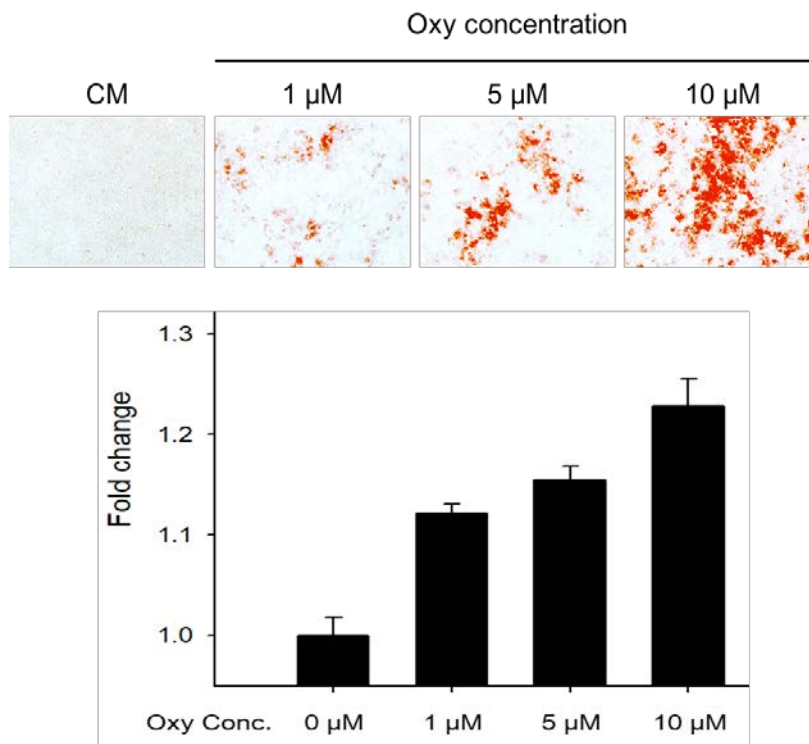 Oxy concentration
CM 1 µM 5 µM 10 µM
1.3
1.2
1.1
1.0
Fold change
Oxy Conc. 0 µM 1 µM 5 µM 10 µM